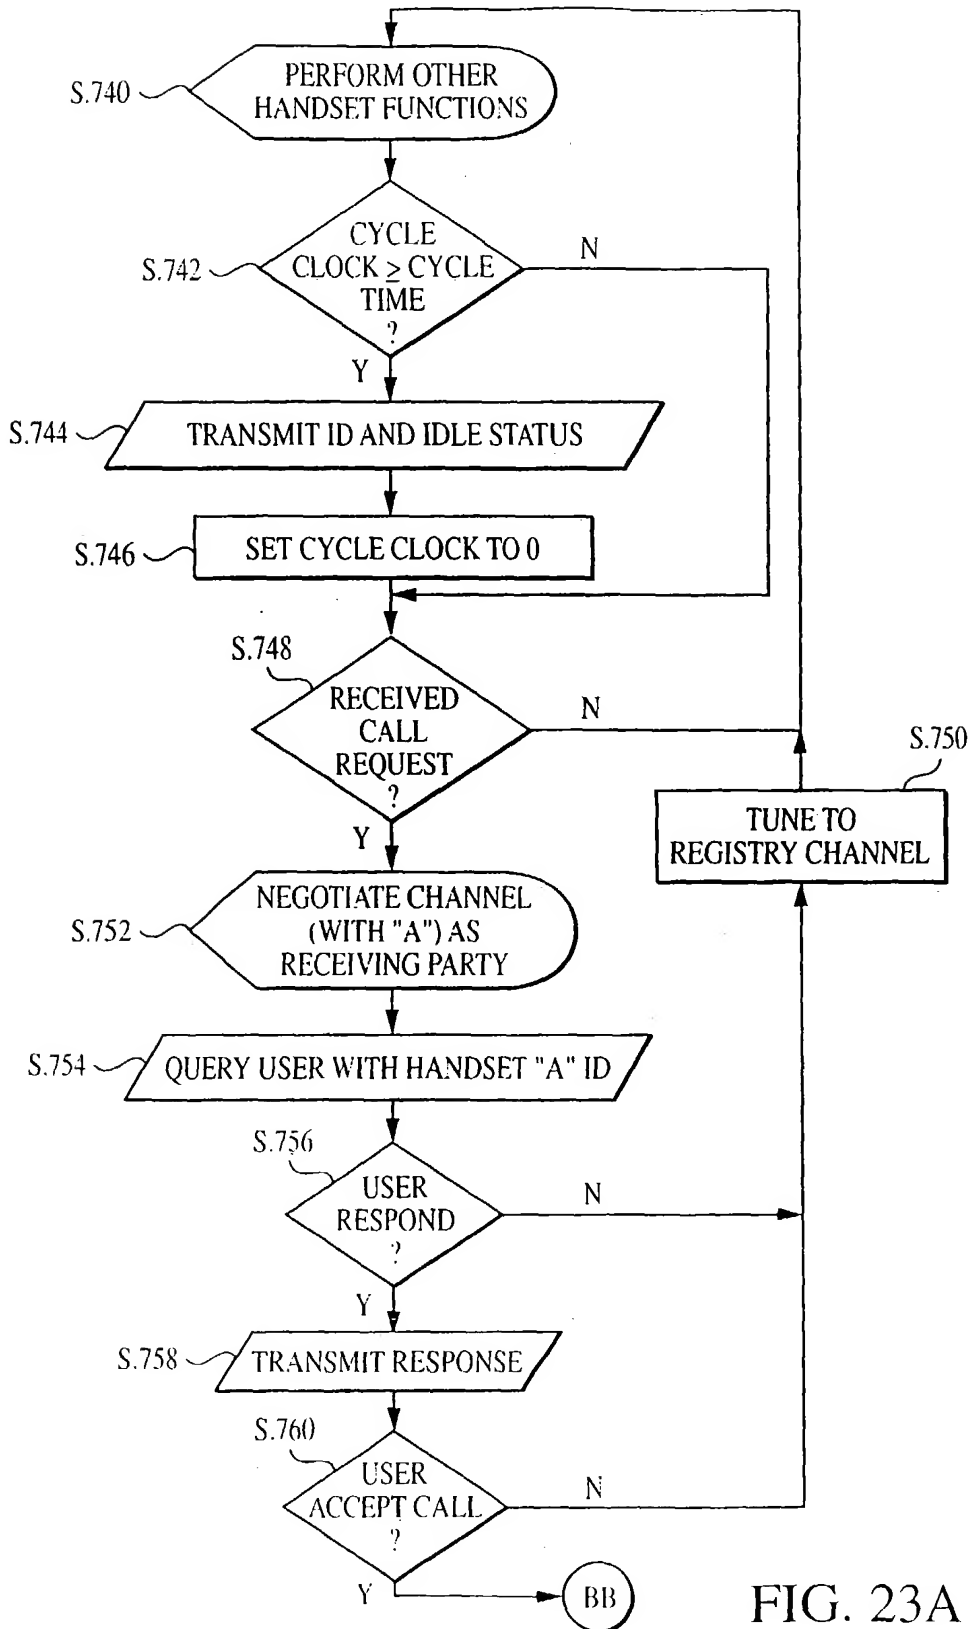 S.740
PERFORM OTHER
HANDSET FUNCTIONS
S.742
CYCLE
CLOCK ≥ CYCLE
TIME
?
N
Y
S.744
TRANSMIT ID AND IDLE STATUS
S.746
SET CYCLE CLOCK TO 0
S.748
RECEIVED
CALL
REQUEST
?
N
Y
S.750
TUNE TO
REGISTRY CHANNEL
S.752
NEGOTIATE CHANNEL
(WITH "A") AS
RECEIVING PARTY
S.754
QUERY USER WITH HANDSET "A" ID
S.756
USER
RESPOND
?
N
Y
S.758
TRANSMIT RESPONSE
S.760
USER
ACCEPT CALL
?
N
Y
BB
FIG. 23A